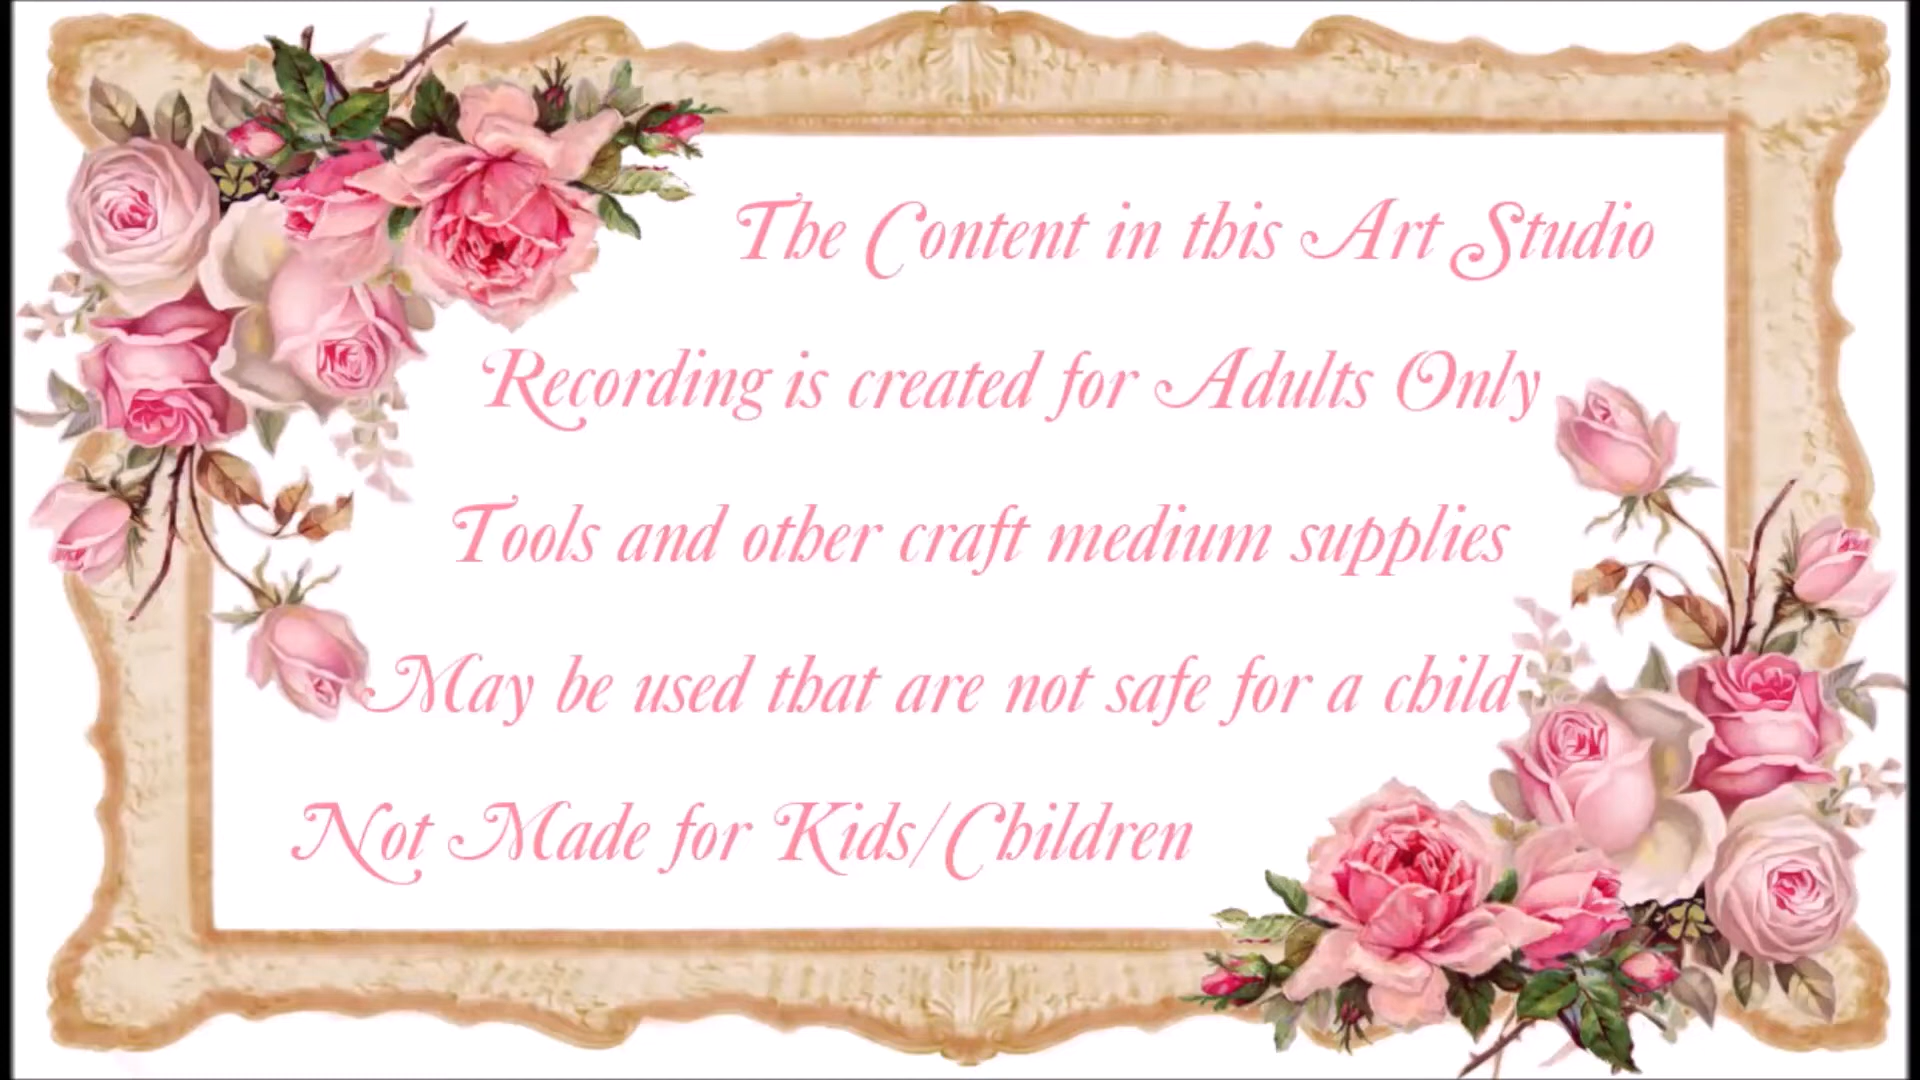 The Content in this Art Studio
Recording is created for Adults Only
Tools and other craft medium supplies
May be used that are not safe for a child
Not Made for Kids/Children